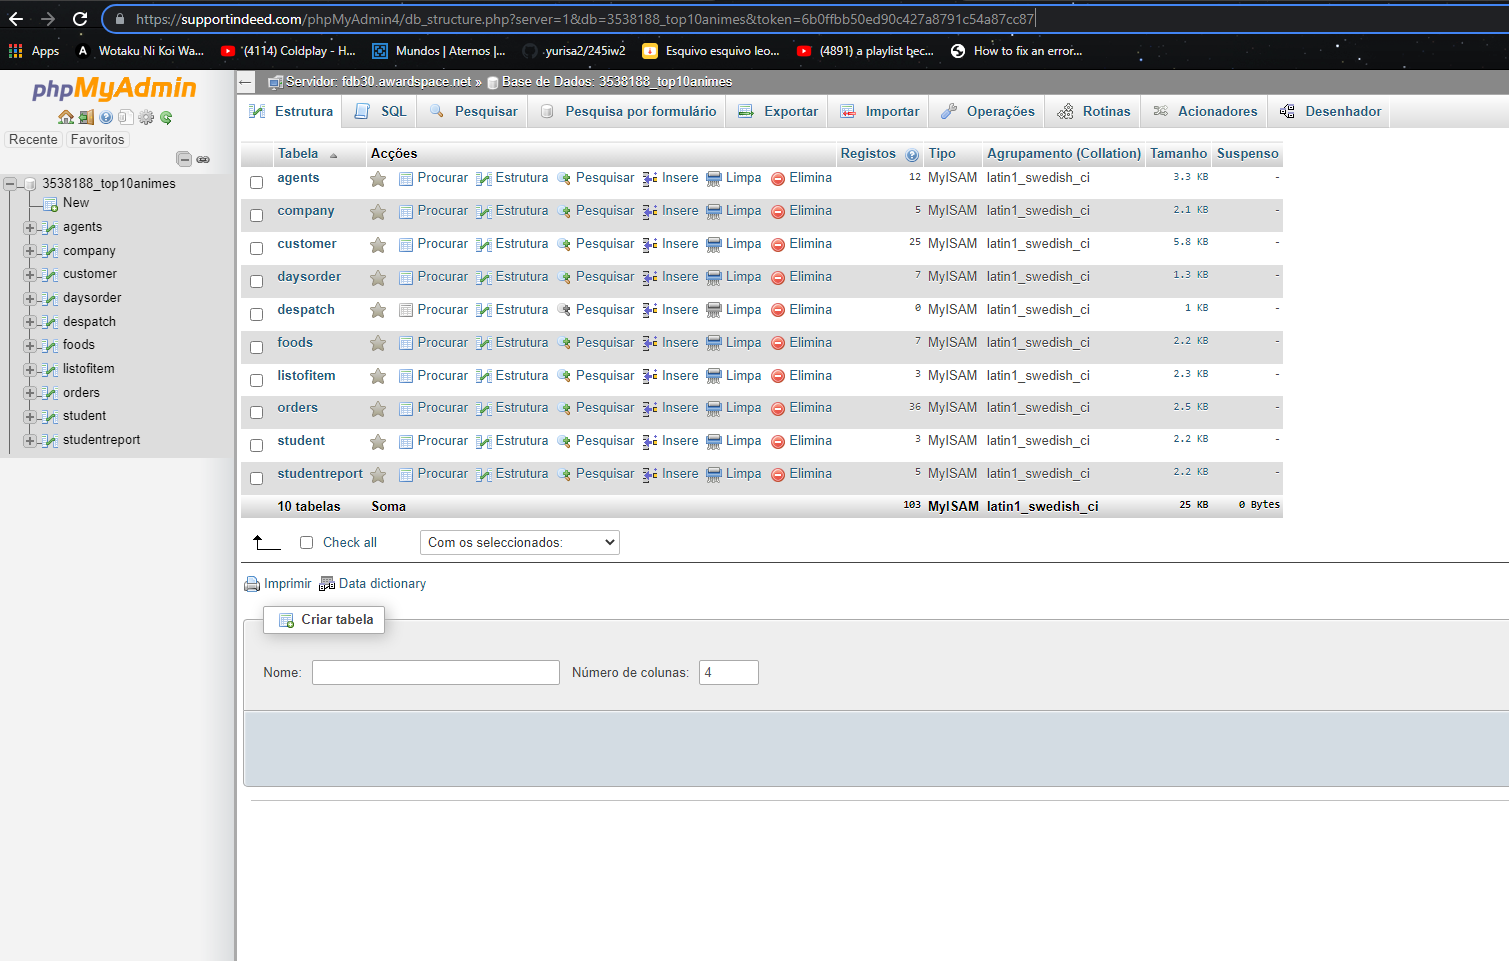 https://supportindeed.com/phpMyAdmin4/db_structure.php?server=1&db=3538188_top10animes&token=6b0ffbb50ed90c427a8791c54a87cc87
Apps Wotaku Ni Koi Wa... (4114) Coldplay - H... Mundos | Aternos |... .yurisa2/245iw2 Esquivo esquivo leo... (4891) a playlist bec... How to fix an error...
phpMyAdmin
Recente Favoritos
3538188_top10animes
New
agents
company
customer
daysorder
despatch
foods
listofitem
orders
student
studentreport
Servidor: fdb30.awardspace.net » Base de Dados: 3538188_top10animes
Estrutura SQL Pesquisar Pesquisa por formulário Exportar Importar Operações Rotinas Acionadores Desenhador
Tabela Acções Registos Tipo Agrupamento (Collation) Tamanho Suspenso
agents Procurar Estrutura Pesquisar Insere Limpa Elimina 12 MyISAM latin1_swedish_ci 3.3 KB -
company Procurar Estrutura Pesquisar Insere Limpa Elimina 5 MyISAM latin1_swedish_ci 2.1 KB -
customer Procurar Estrutura Pesquisar Insere Limpa Elimina 25 MyISAM latin1_swedish_ci 5.8 KB -
daysorder Procurar Estrutura Pesquisar Insere Limpa Elimina 7 MyISAM latin1_swedish_ci 1.3 KB -
despatch Procurar Estrutura Pesquisar Insere Limpa Elimina 0 MyISAM latin1_swedish_ci 1 KB -
foods Procurar Estrutura Pesquisar Insere Limpa Elimina 7 MyISAM latin1_swedish_ci 2.2 KB -
listofitem Procurar Estrutura Pesquisar Insere Limpa Elimina 3 MyISAM latin1_swedish_ci 2.3 KB -
orders Procurar Estrutura Pesquisar Insere Limpa Elimina 36 MyISAM latin1_swedish_ci 2.5 KB -
student Procurar Estrutura Pesquisar Insere Limpa Elimina 3 MyISAM latin1_swedish_ci 2.2 KB -
studentreport Procurar Estrutura Pesquisar Insere Limpa Elimina 5 MyISAM latin1_swedish_ci 2.2 KB -
10 tabelas Soma 103 MyISAM latin1_swedish_ci 25 KB 0 Bytes
Check all Com os seleccionados:
Imprimir Data dictionary
Criar tabela
Nome: Número de colunas: 4